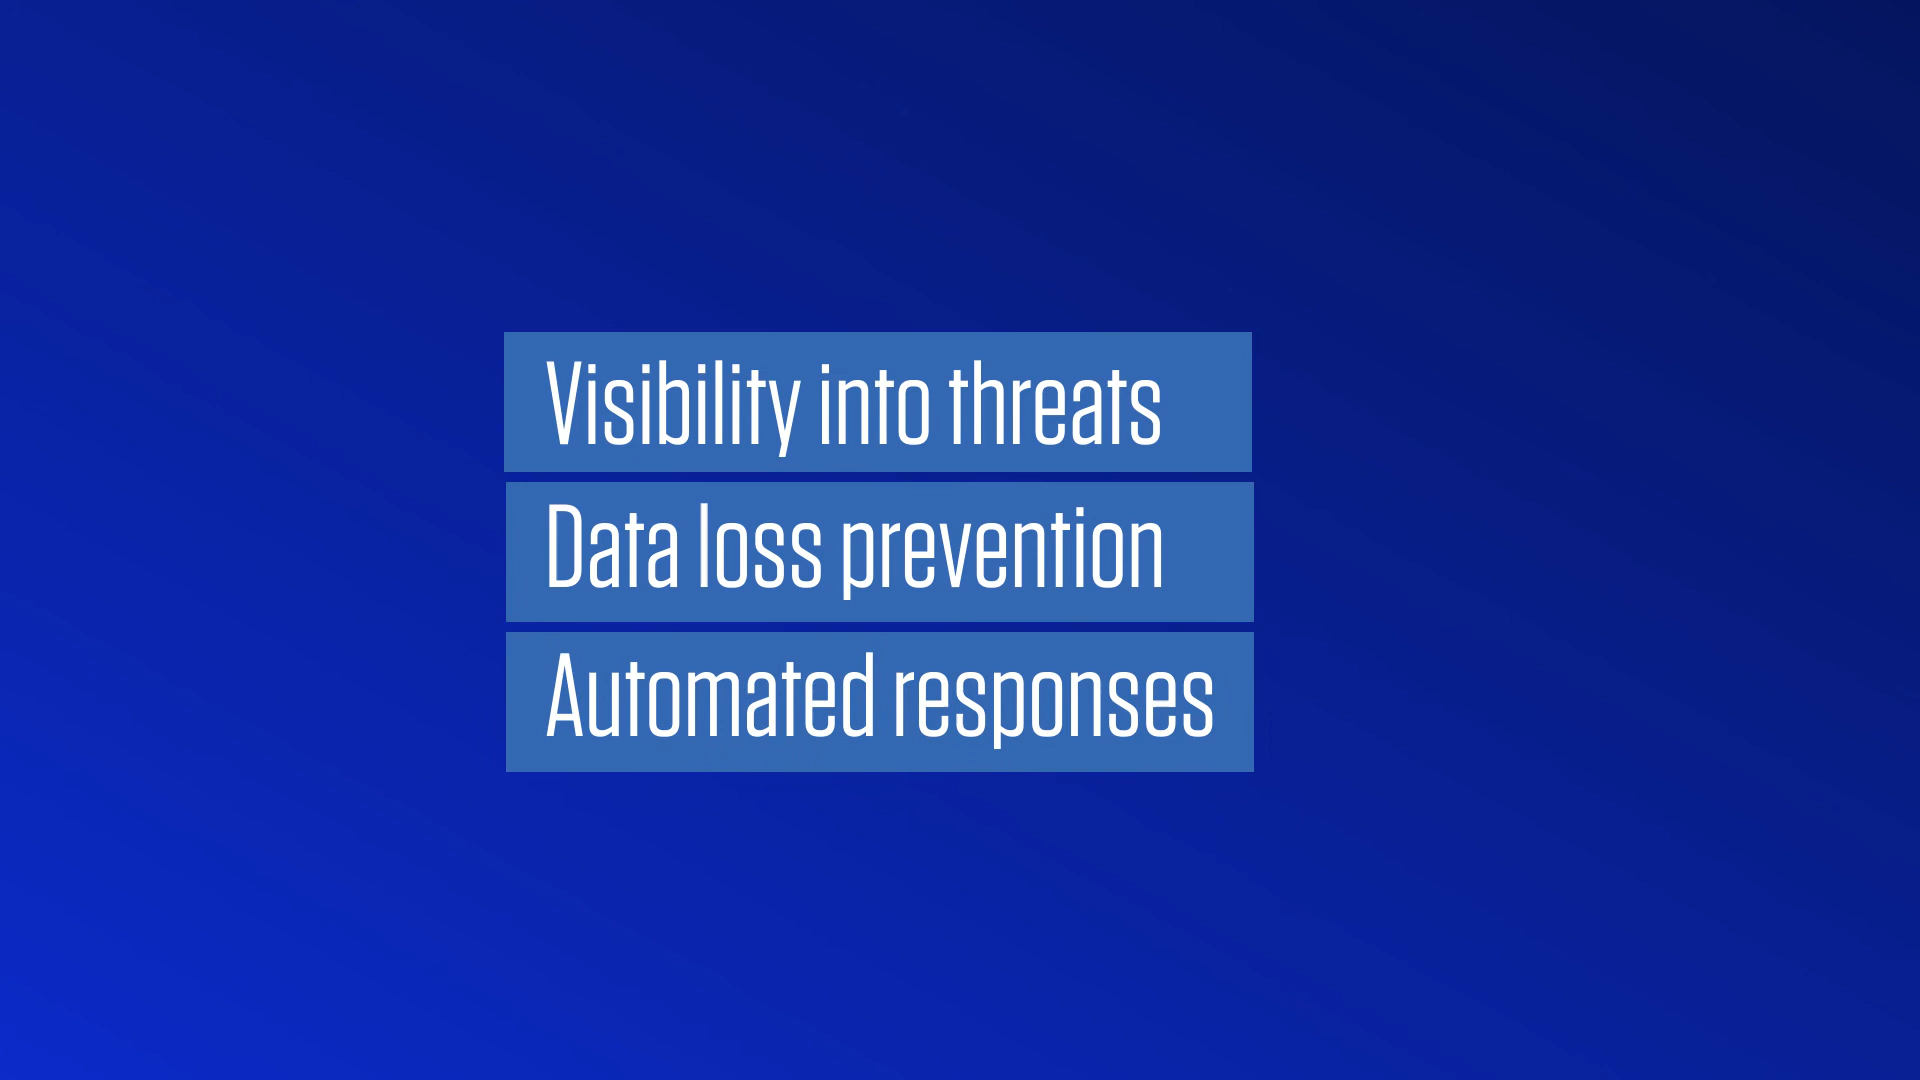 Visibility into threats
Data loss prevention
Automated responses